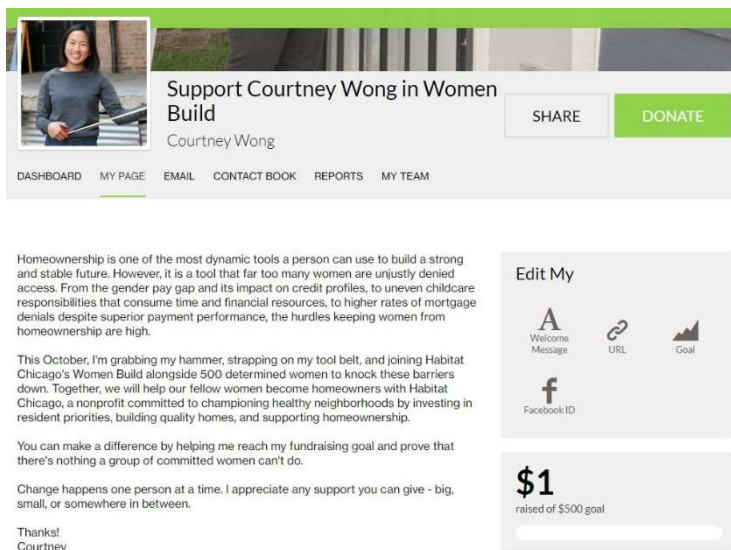 Support Courtney Wong in Women
Build
Courtney Wong
SHARE
DONATE
DASHBOARD MY PAGE EMAIL CONTACT BOOK REPORTS MY TEAM
Homeownership is one of the most dynamic tools a person can use to build a strong
and stable future. However, it is a tool that far too many women are unjustly denied
access. From the gender pay gap and its impact on credit profiles, to uneven childcare
responsibilities that consume time and financial resources, to higher rates of mortgage
denials despite superior payment performance, the hurdles keeping women from
homeownership are high.
This October, I'm grabbing my hammer, strapping on my tool belt, and joining Habitat
Chicago's Women Build alongside 500 determined women to knock these barriers
down. Together, we will help our fellow women become homeowners with Habitat
Chicago, a nonprofit committed to championing healthy neighborhoods by investing in
resident priorities, building quality homes, and supporting homeownership.
You can make a difference by helping me reach my fundraising goal and prove that
there's nothing a group of committed women can't do.
Change happens one person at a time. I appreciate any support you can give - big,
small, or somewhere in between.
Thanks!
Courtney
Edit My
Welcome
Message
URL
Goal
Facebook ID
$1
raised of $500 goal